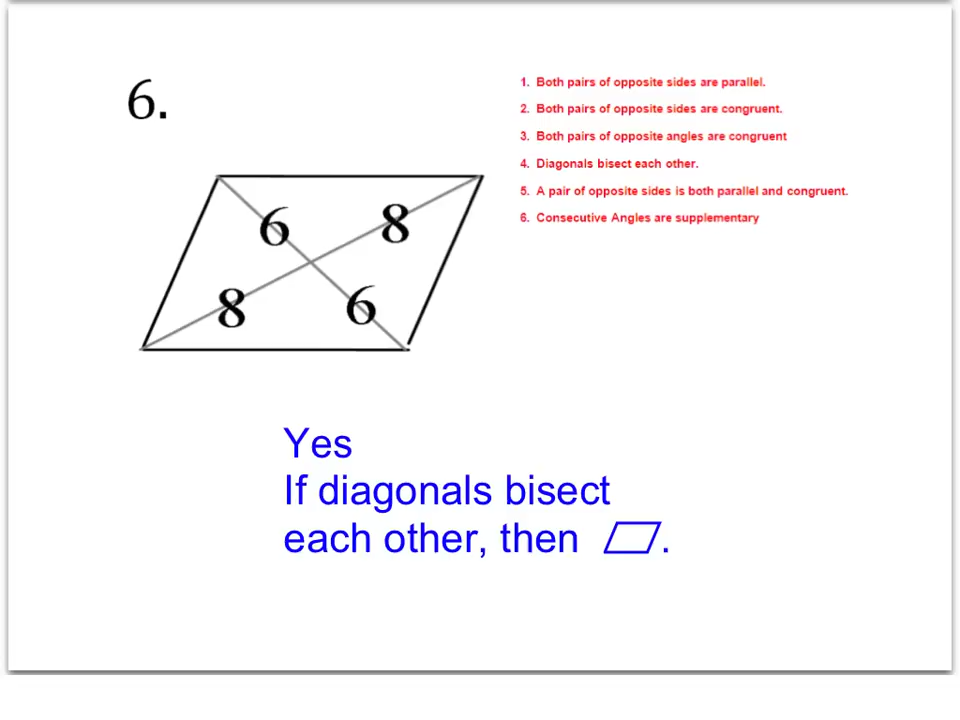 6.
1. Both pairs of opposite sides are parallel.
2. Both pairs of opposite sides are congruent.
3. Both pairs of opposite angles are congruent
4. Diagonals bisect each other.
5. A pair of opposite sides is both parallel and congruent.
6. Consecutive Angles are supplementary
6 8
8 6
Yes
If diagonals bisect
each other, then ▱.